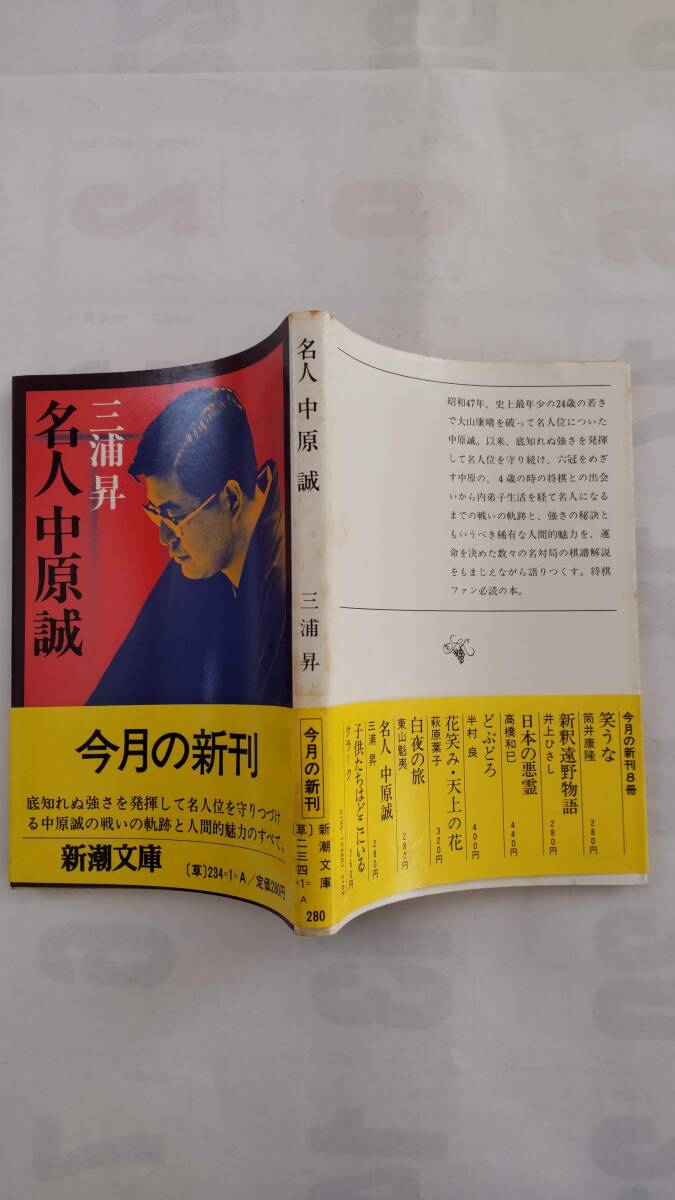 三浦昇
名人中原誠
今月の新刊
底知れぬ強さを発揮して名人位を守りつづけ
る中原誠の戦いの軌跡と人間的魅力のすべて。
新潮文庫
〔草〕234=1=A/定価280円
名人 中原 誠
三浦 昇
今月の新刊
新潮文庫
〔草〕二三四=1=
A
280
昭和47年、史上最年少の24歳の若さ
で大山康晴を破って名人位についた
中原誠。以来、底知れぬ強さを発揮
して名人位を守り続け、六冠をめざ
す中原の、4歳の時の将棋との出会
いから内弟子生活を経て名人になる
までの戦いの軌跡と、強さの秘訣と
もいうべき稀有な人間的魅力を、運
命を決めた数々の名対局の棋譜解説
をもまじえながら語りつくす。将棋
ファン必読の本。
今月の新刊8冊
笑うな
筒井康隆
280円
新釈遠野物語
井上ひさし
280円
日本の悪霊
高橋和巳
440円
どぶどろ
半村 良
400円
花笑み・天上の花
萩原葉子
320円
白夜の旅
東山魁夷
280円
名人 中原誠
三浦 昇
280円
子供たちはどこにいる
クラーク